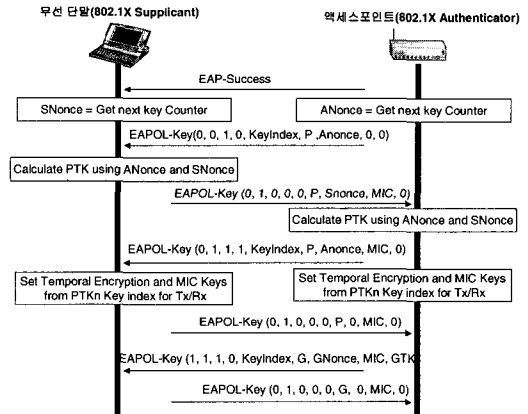 무선 단말(802.1X Supplicant)
액세스포인트(802.1X Authenticator)
EAP-Success
SNonce = Get next key Counter
ANonce = Get next key Counter
EAPOL-Key(0, 0, 1, 0, KeyIndex, P ,Anonce, 0, 0)
Calculate PTK using ANonce and SNonce
EAPOL-Key (0, 1, 0, 0, 0, P, Snonce, MIC, 0)
Calculate PTK using ANonce and SNonce
EAPOL-Key (0, 1, 1, 1, KeyIndex, P, Anonce, MIC, 0)
Set Temporal Encryption and MIC Keys
from PTKn Key index for Tx/Rx
Set Temporal Encryption and MIC Keys
from PTKn Key index for Tx/Rx
EAPOL-Key (0, 1, 0, 0, 0, P, 0, MIC, 0)
EAPOL-Key (1, 1, 1, 0, KeyIndex, G, GNonce, MIC, GTK
EAPOL-Key (0, 1, 0, 0, 0, G, 0, MIC, 0)